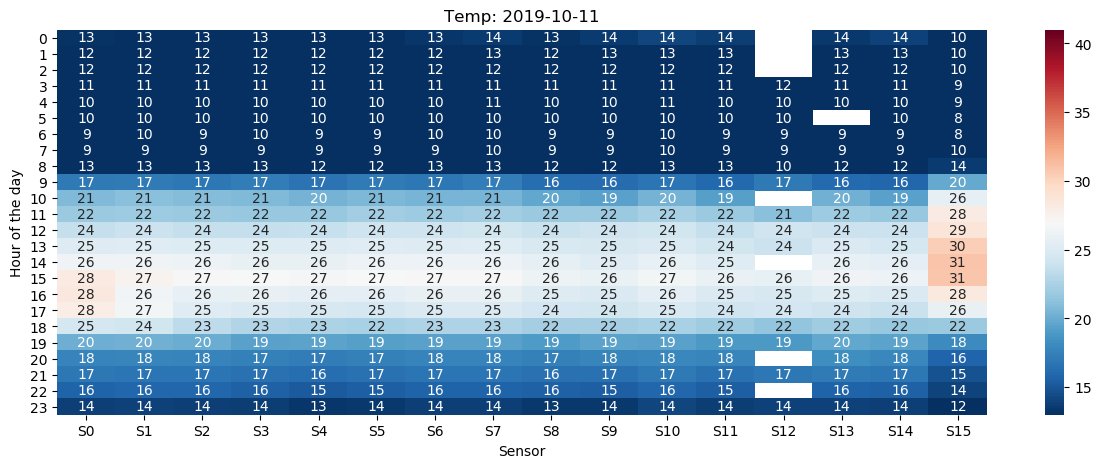 Temp: 2019-10-11
0 13 13 13 13 13 13 13 14 13 14 14 14 14 14 10
1 12 12 12 12 12 12 12 13 12 13 13 13 13 13 10
2 12 12 12 12 12 12 12 12 12 12 12 12 12 12 10
3 11 11 11 11 11 11 11 11 11 11 11 11 12 11 11 9
4 10 10 10 10 10 10 10 11 10 10 11 10 10 10 10 9
5 10 10 10 10 10 10 10 10 10 10 10 10 10 10 8
6 9 10 9 10 9 9 10 10 9 9 10 9 9 9 9 8
7 9 9 9 9 9 9 9 10 9 9 10 9 9 9 9 10
8 13 13 13 13 12 12 13 13 12 12 13 13 10 12 12 14
9 17 17 17 17 17 17 17 17 16 16 17 16 17 16 16 20
10 21 21 21 21 20 21 21 21 20 19 20 19 20 19 26
11 22 22 22 22 22 22 22 22 22 22 22 22 21 22 22 28
12 24 24 24 24 24 24 24 24 24 24 24 24 24 24 24 29
13 25 25 25 25 25 25 25 25 25 25 25 24 24 25 25 30
14 26 26 26 26 26 26 26 26 26 25 26 25 26 26 31
15 28 27 27 27 27 27 27 27 26 26 27 26 26 26 26 31
16 28 26 26 26 26 26 26 26 25 25 26 25 25 25 25 28
17 28 27 25 25 25 25 25 25 24 24 25 24 24 24 24 26
18 25 24 23 23 23 22 23 23 22 22 22 22 22 22 22 22
19 20 20 20 19 19 19 19 19 19 19 19 19 19 20 19 18
20 18 18 18 17 17 17 18 18 17 18 18 18 18 18 16
21 17 17 17 17 16 17 17 17 16 17 17 17 17 17 17 15
22 16 16 16 16 15 15 16 16 15 15 16 15 16 16 14
23 14 14 14 14 13 14 14 14 13 14 14 14 14 14 14 12
S0 S1 S2 S3 S4 S5 S6 S7 S8 S9 S10 S11 S12 S13 S14 S15
Sensor
Hour of the day
40
35
30
25
20
15